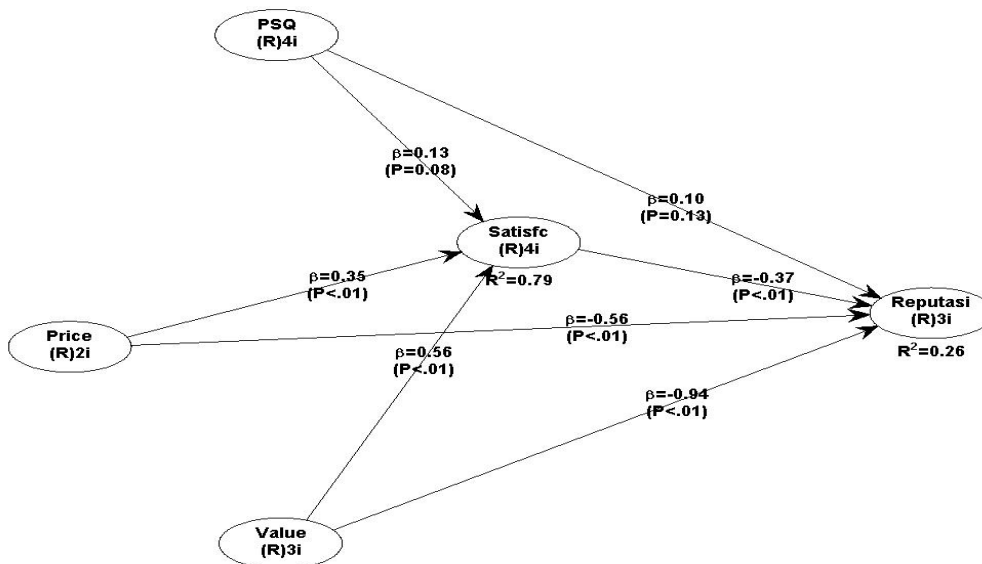 PSQ
(R)4i
β=0.13
(P=0.08)
β=0.10
(P=0.13)
Satisfc
(R)4i
R²=0.79
β=0.35
(P<.01)
β=-0.37
(P<.01)
Reputasi
(R)3i
R²=0.26
Price
(R)2i
β=-0.56
(P<.01)
β=0.56
(P<.01)
β=-0.94
(P<.01)
Value
(R)3i